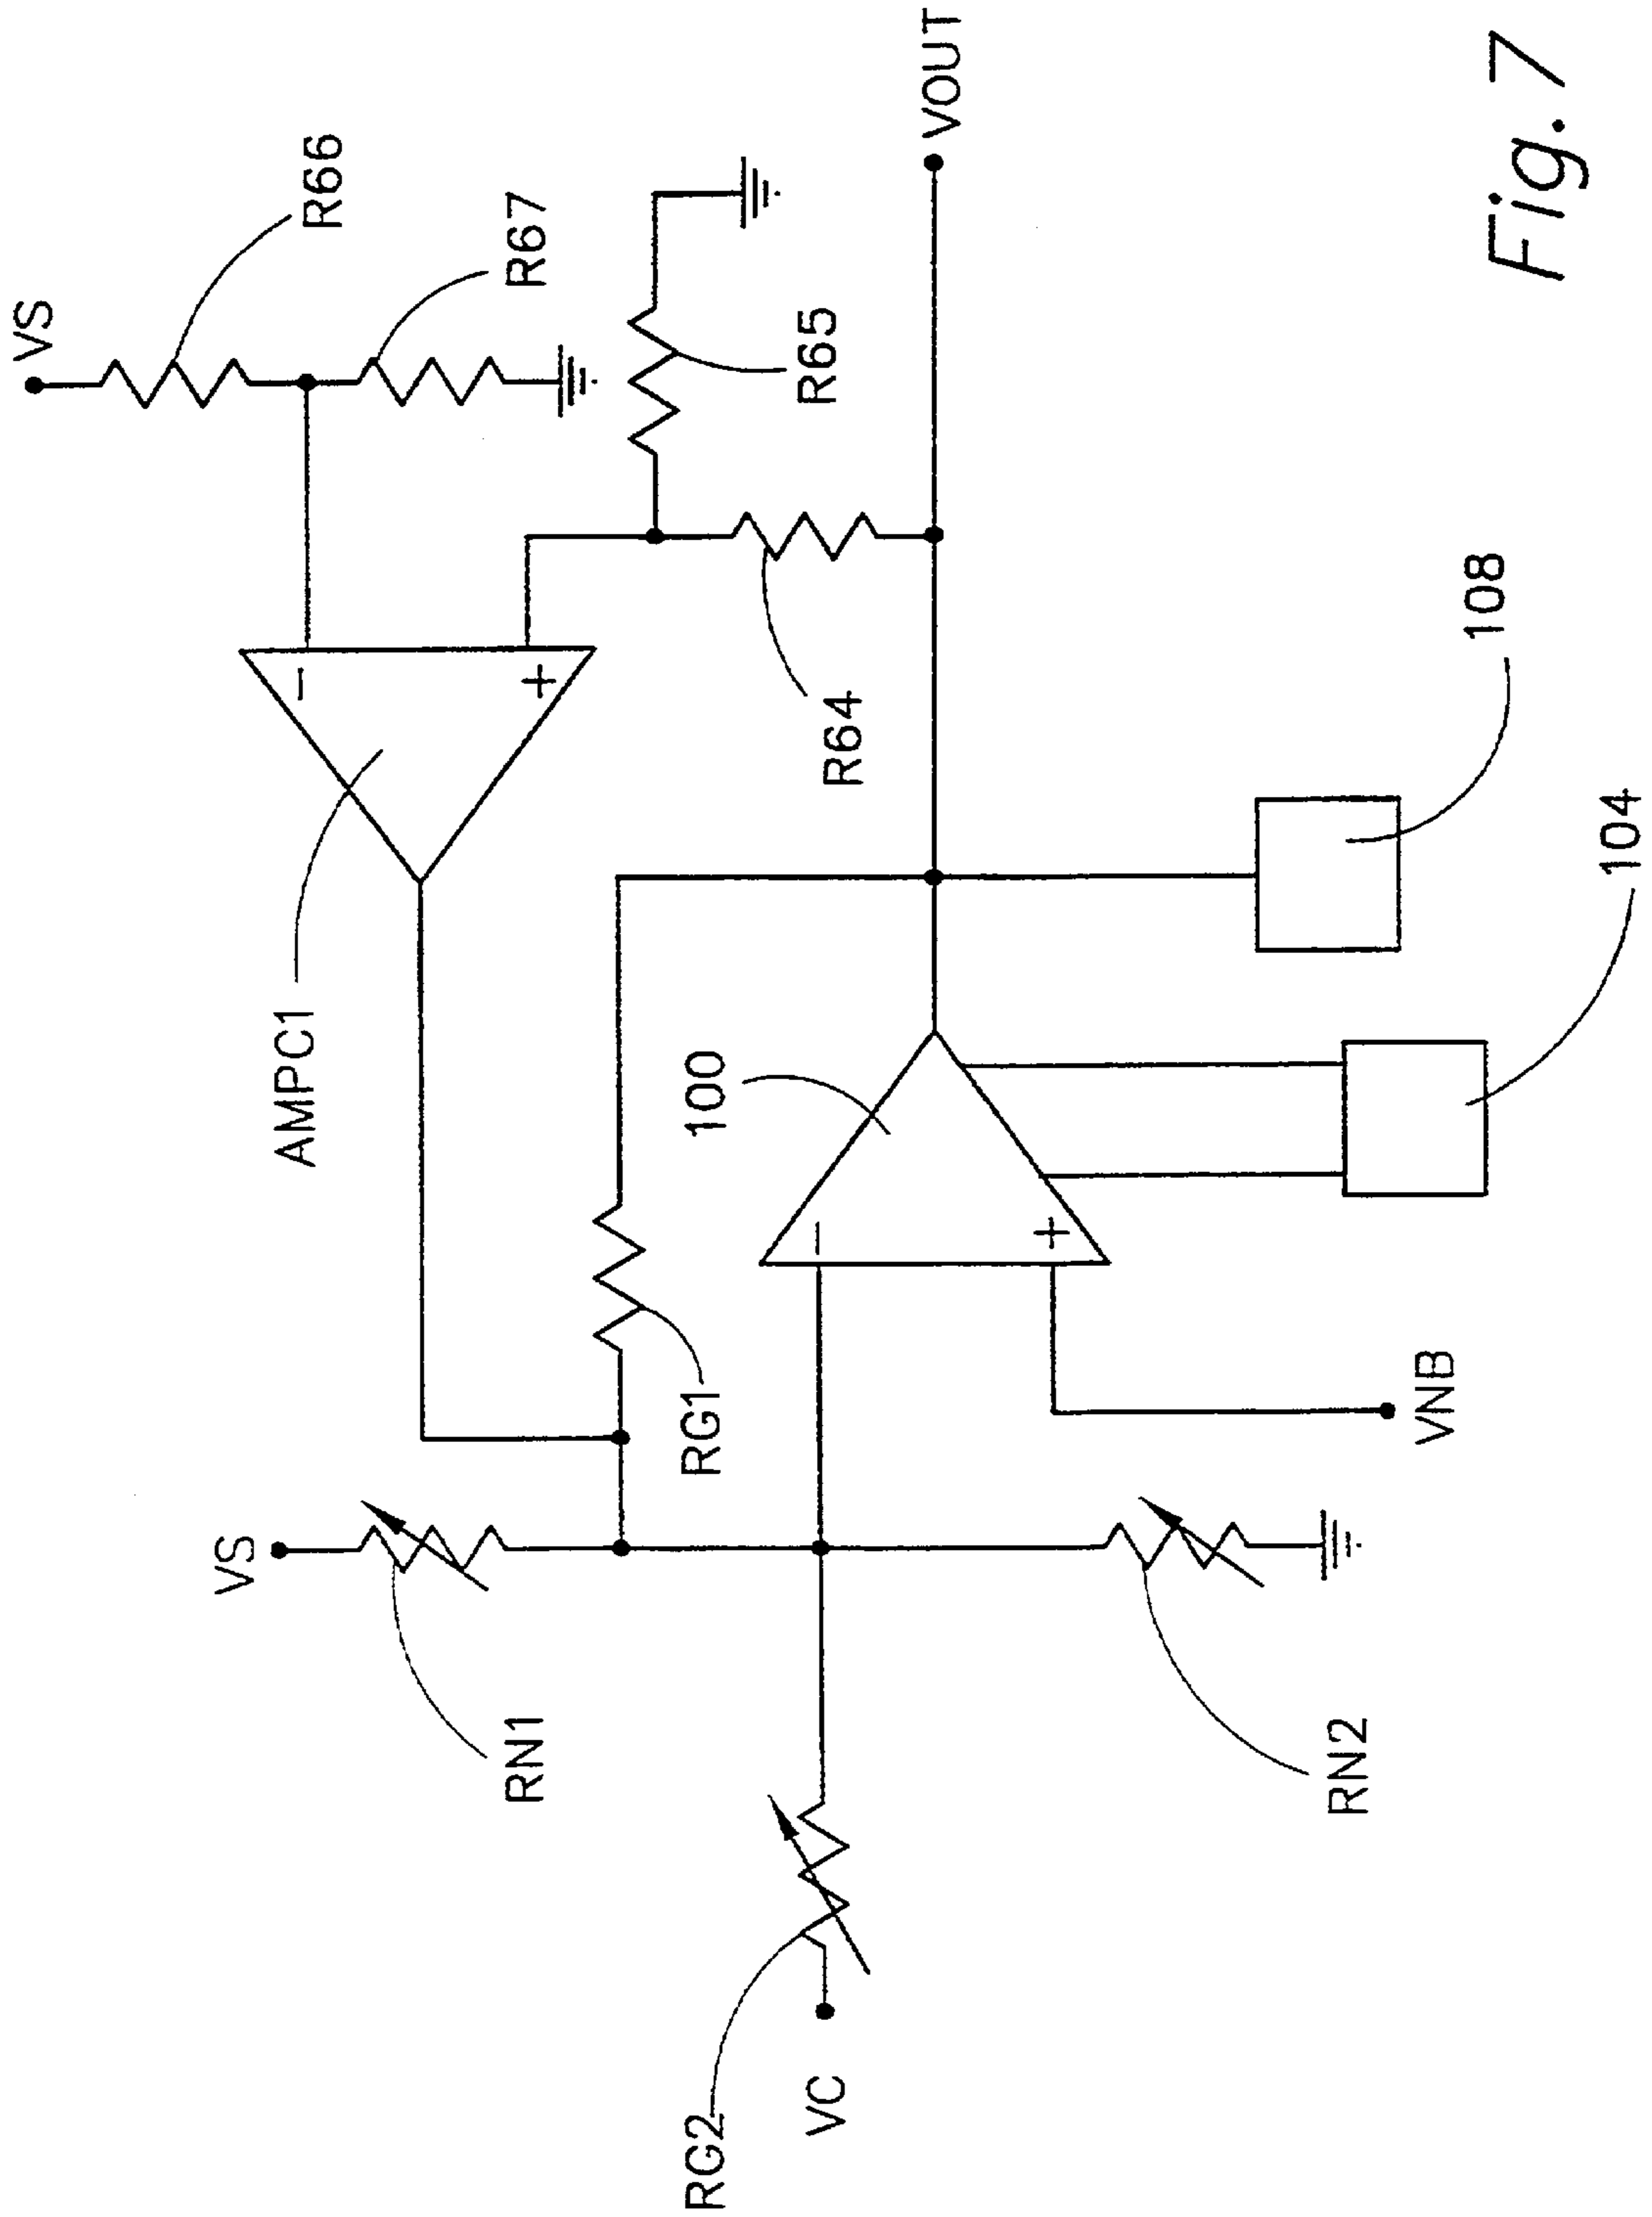 VS
R66
R67
AMPC1
VS
R65
RN1
RG1
100
R64
VOUT
RG2
VC
VNB
RN2
108
104
Fig. 7